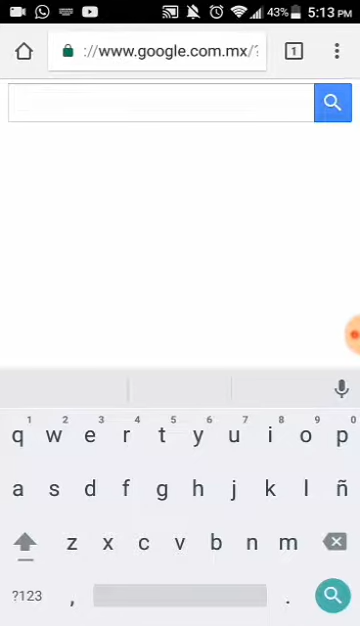 43% 5:13 PM
://www.google.com.mx/?
1
1 2 3 4 5 6 7 8 9 0
q w e r t y u i o p
a s d f g h j k l ñ
z x c v b n m
?123 , .